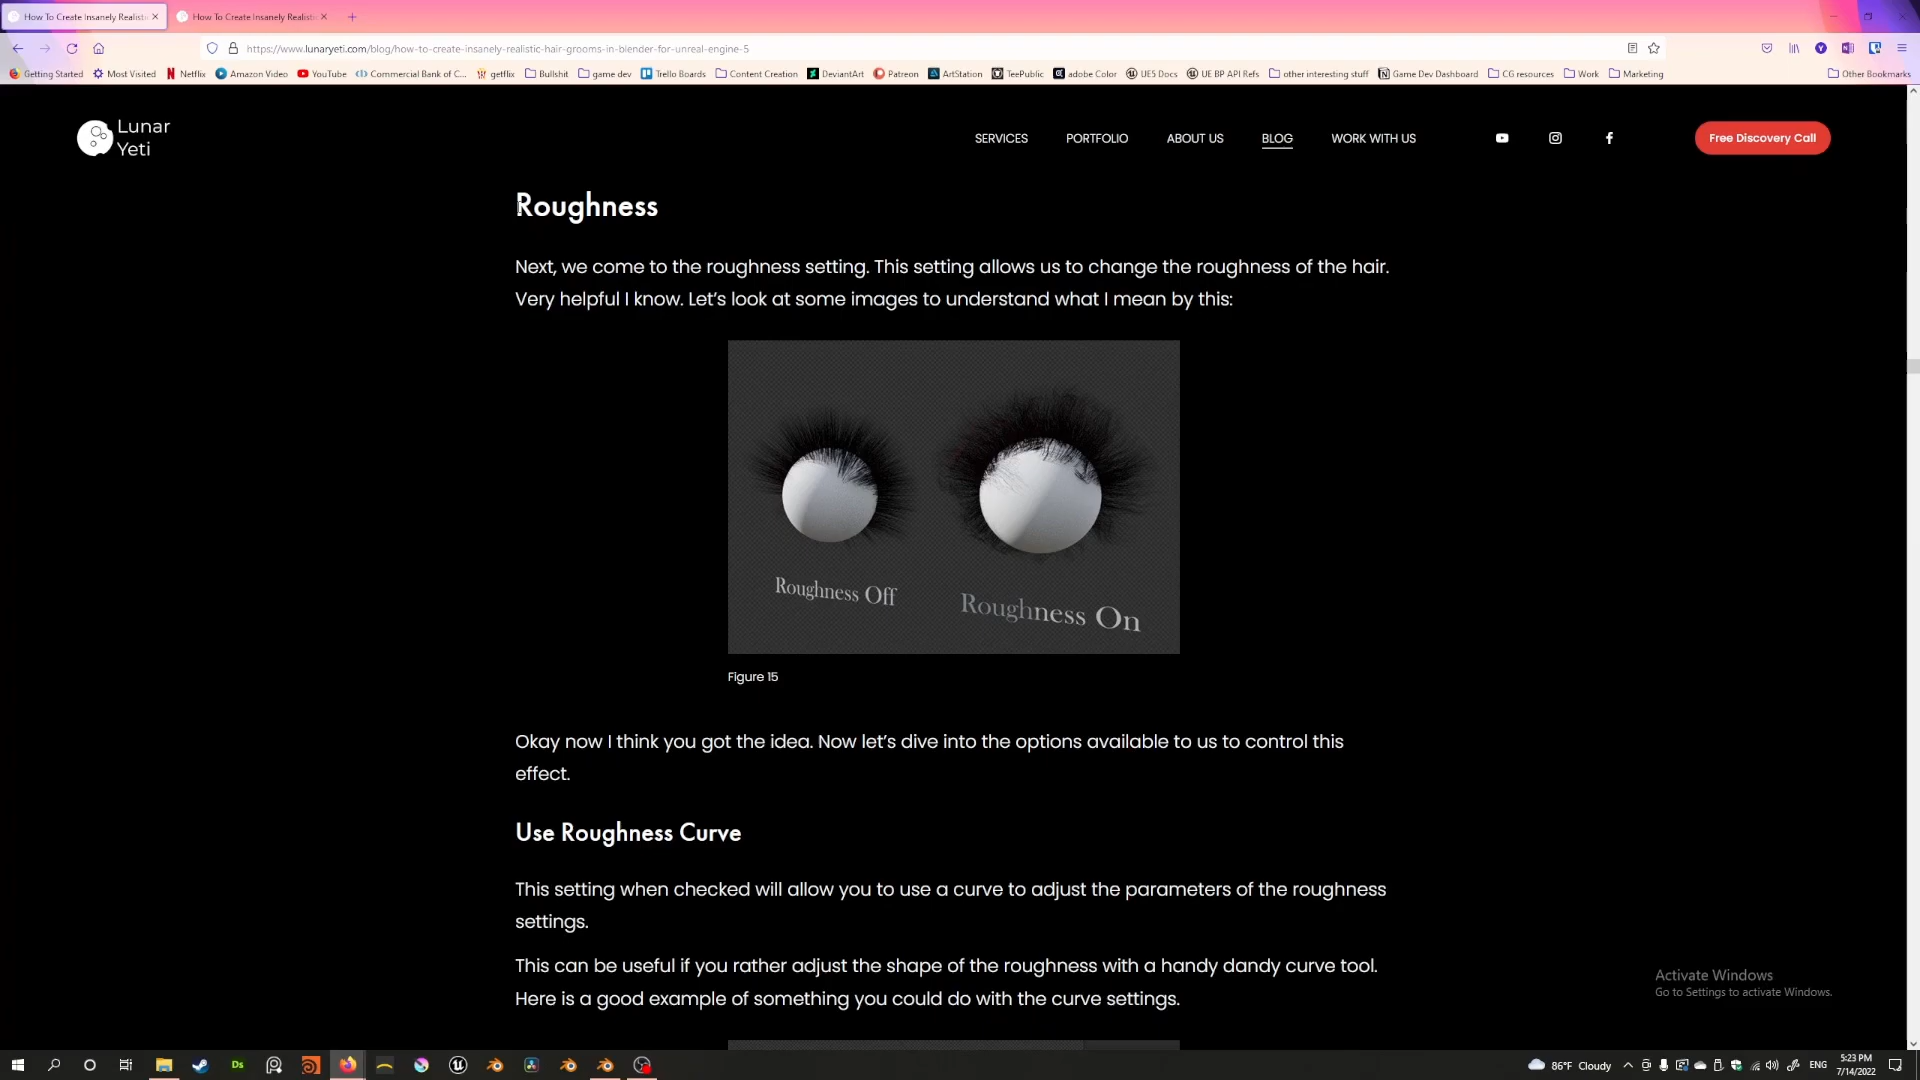 How To Create Insanely Realisti
How To Create Insanely Realisti
https://www.lunaryeti.com/blog/how-to-create-insanely-realistic-hair-grooms-in-blender-for-unreal-engine-5
Getting Started Most Visited Netflix Amazon Video YouTube Commercial Bank of C... getflix Bullshit game dev Trello Boards Content Creation DeviantArt Patreon ArtStation TeePublic adobe Color UE5 Docs UE BP API Refs other interesting stuff Game Dev Dashboard CG resources Work Marketing Other Bookmarks
Lunar
Yeti
SERVICES PORTFOLIO ABOUT US BLOG WORK WITH US Free Discovery Call
Roughness
Next, we come to the roughness setting. This setting allows us to change the roughness of the hair.
Very helpful I know. Let’s look at some images to understand what I mean by this:
Roughness Off
Roughness On
Figure 15
Okay now I think you got the idea. Now let’s dive into the options available to us to control this
effect.
Use Roughness Curve
This setting when checked will allow you to use a curve to adjust the parameters of the roughness
settings.
This can be useful if you rather adjust the shape of the roughness with a handy dandy curve tool.
Here is a good example of something you could do with the curve settings.
Activate Windows
Go to Settings to activate Windows.
Ds
86°F Cloudy
ENG
5:23 PM
7/14/2022